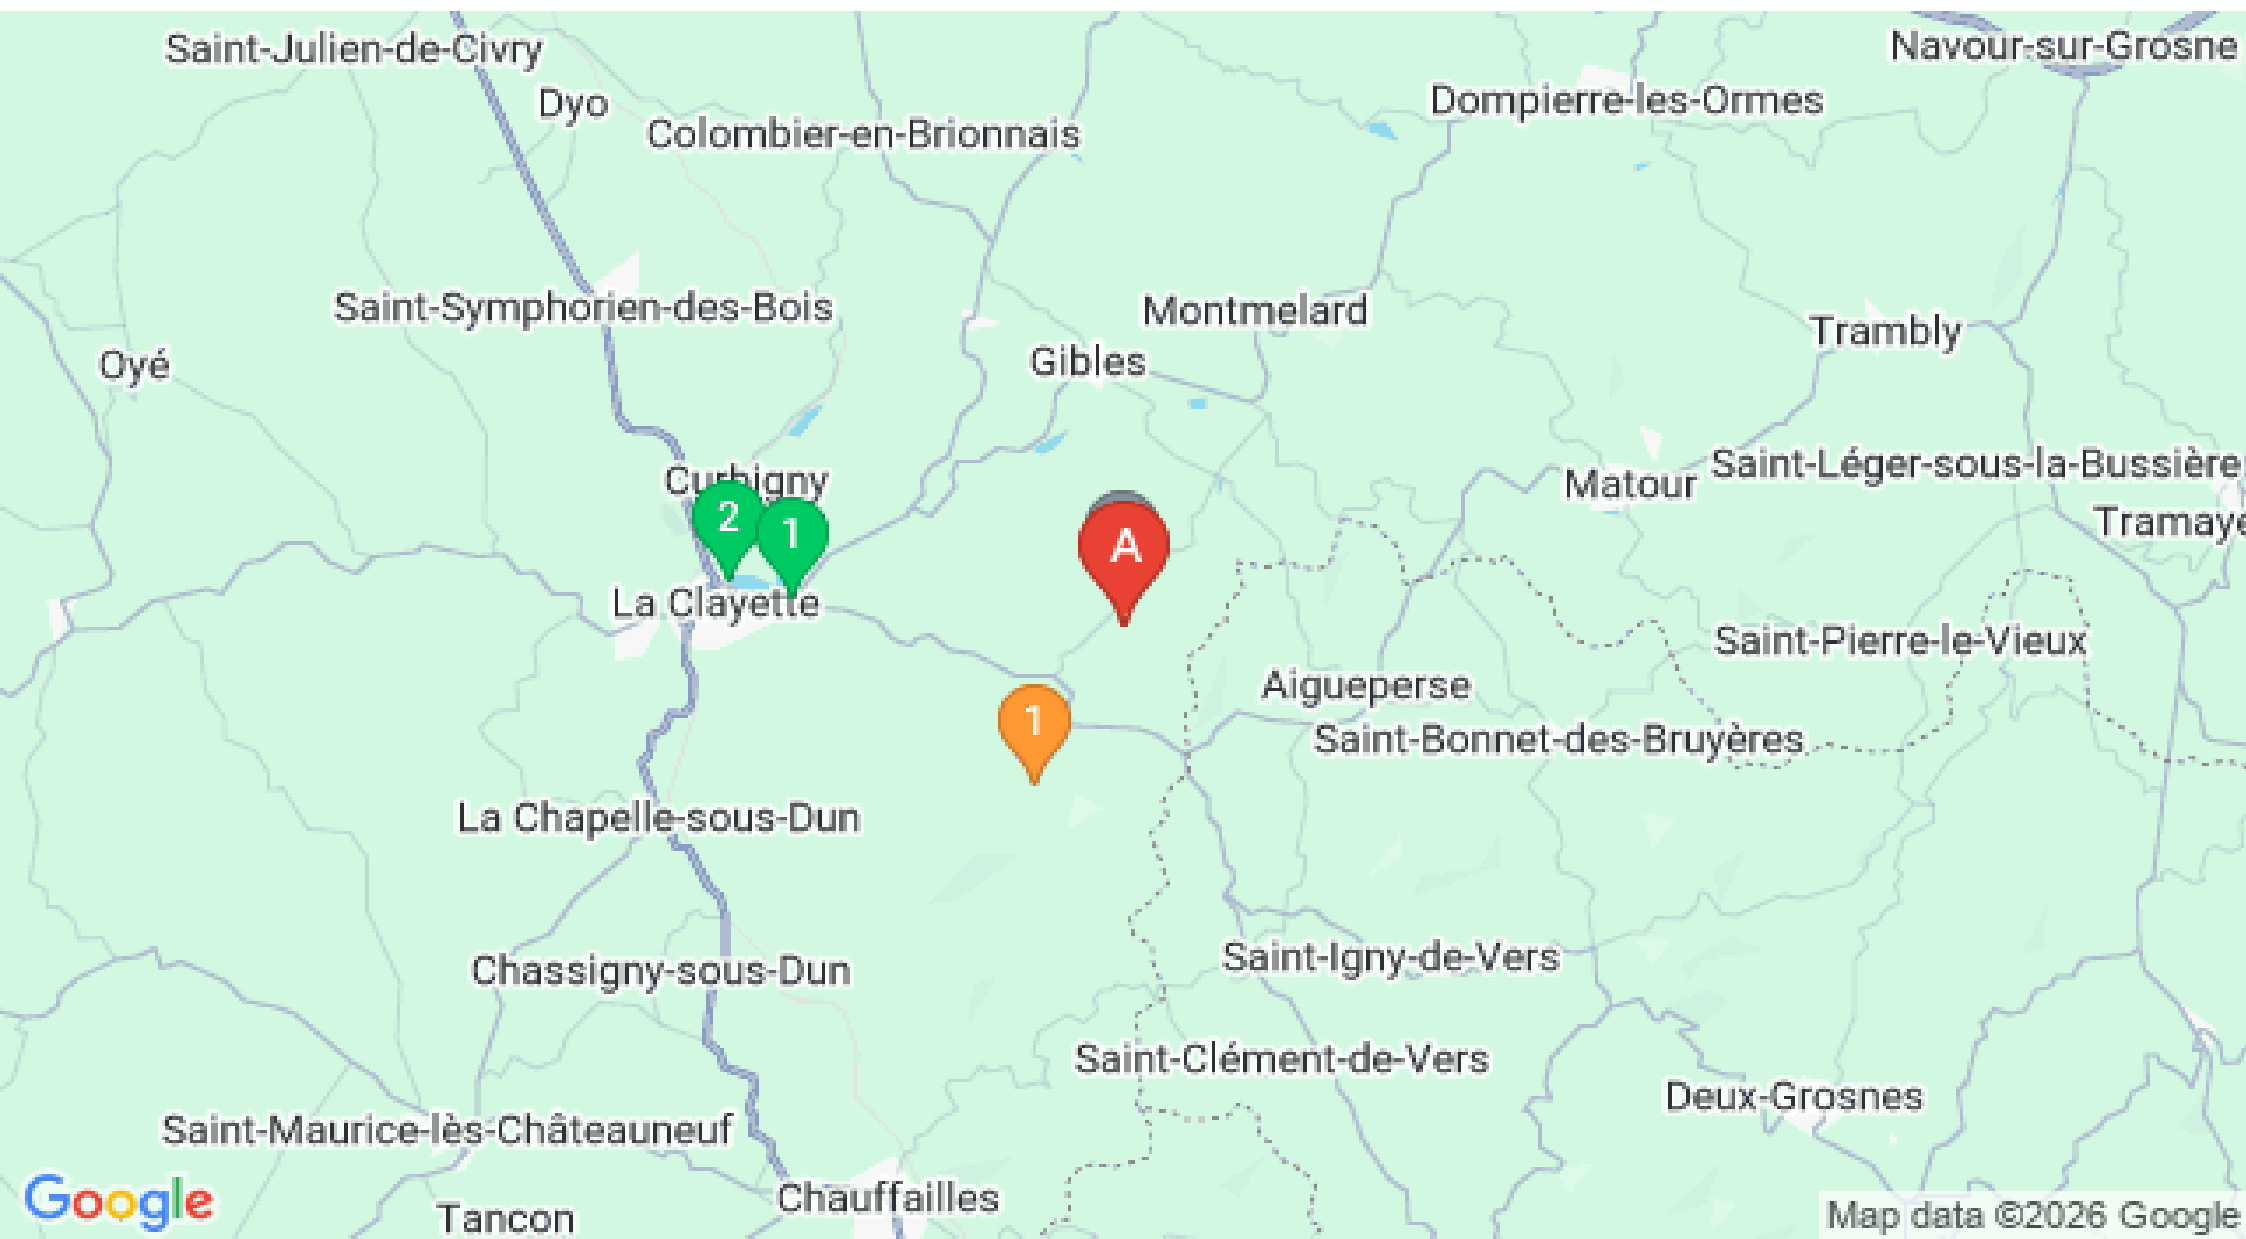 Saint-Julien-de-Civry
Navour-sur-Grosne
Dyo
Dompierre-les-Ormes
Colombier-en-Brionnais
Saint-Symphorien-des-Bois
Montmelard
Trambly
Oyé
Gibles
Curbigny
Matour
Saint-Léger-sous-la-Bussière
2
1
A
Tramaye
La Clayette
Saint-Pierre-le-Vieux
Aigueperse
1
Saint-Bonnet-des-Bruyères
La Chapelle-sous-Dun
Saint-Igny-de-Vers
Chassigny-sous-Dun
Saint-Clément-de-Vers
Deux-Grosnes
Saint-Maurice-lès-Châteauneuf
Google
Chauffailles
Tancon
Map data ©2026 Google